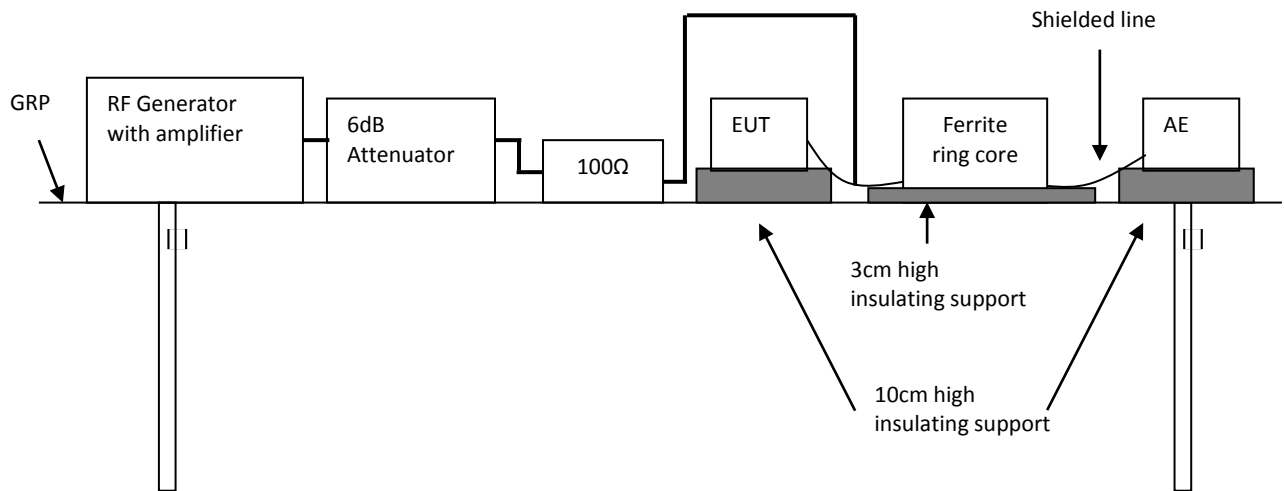 Shielded line
GRP
RF Generator
with amplifier
6dB
Attenuator
100Ω
EUT
Ferrite
ring core
AE
3cm high
insulating support
10cm high
insulating support